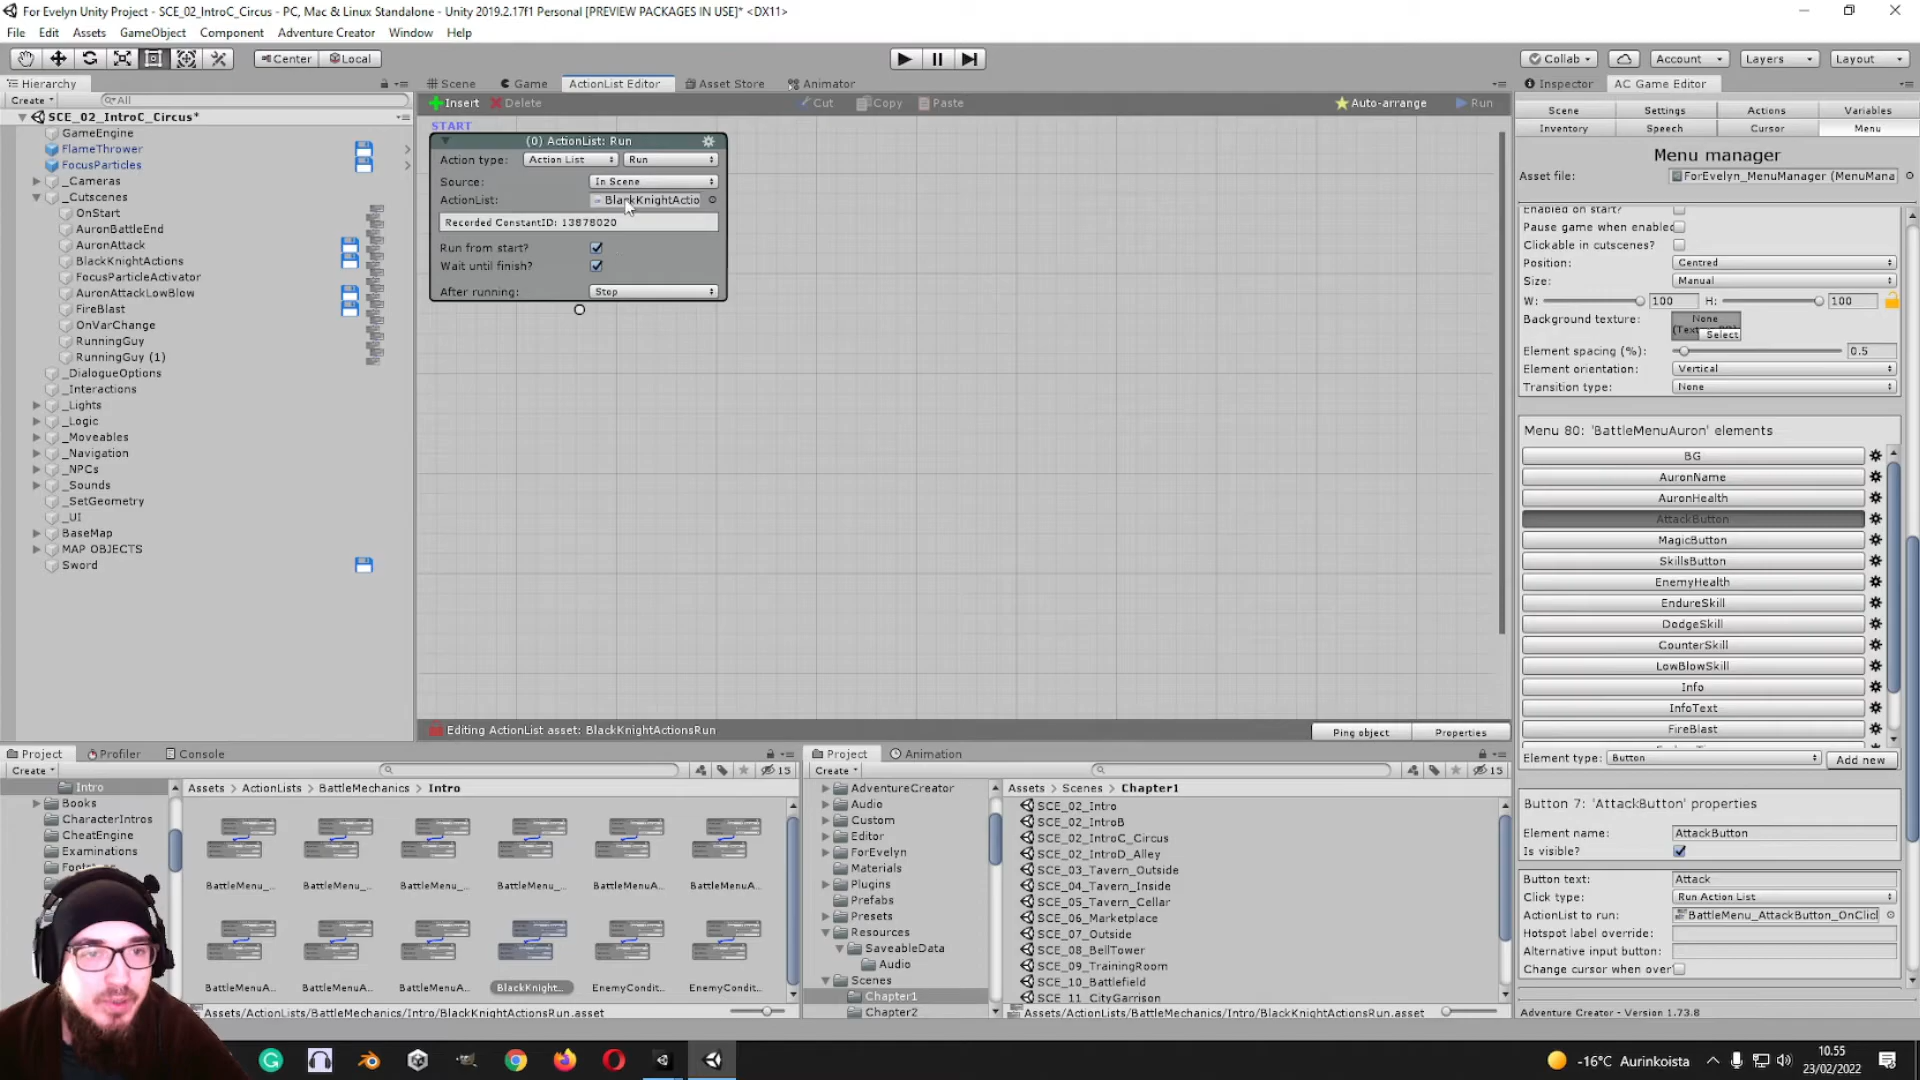 For Evelyn Unity Project - SCE_02_IntroC_Circus - PC, Mac & Linux Standalone - Unity 2019.2.17f1 Personal [PREVIEW PACKAGES IN USE]* <DX11>
File Edit Assets GameObject Component Adventure Creator Window Help
Center Local Collab Account Layers Layout
Hierarchy
Create All
SCE_02_IntroC_Circus*
GameEngine
FlameThrower
FocusParticles
_Cameras
_Cutscenes
OnStart
AuronBattleEnd
AuronAttack
BlackKnightActions
FocusParticleActivator
AuronAttackLowBlow
FireBlast
OnVarChange
RunningGuy
RunningGuy (1)
_DialogueOptions
_Interactions
_Lights
_Logic
_Moveables
_Navigation
_NPCs
_Sounds
_SetGeometry
_UI
BaseMap
MAP OBJECTS
Sword
Scene Game ActionList Editor Asset Store Animator
Insert Delete Cut Copy Paste Auto-arrange Run
START
(0) ActionList: Run
Action type: Action List Run
Source: In Scene
ActionList: BlackKnightActio
Recorded ConstantID: 13878020
Run from start?
Wait until finish?
After running: Stop
Editing ActionList asset: BlackKnightActionsRun
Ping object Properties
Inspector AC Game Editor
Scene Settings Actions Variables
Inventory Speech Cursor Menu
Menu manager
Asset file: ForEvelyn_MenuManager (MenuMana
Enabled on start?
Pause game when enabled
Clickable in cutscenes?
Position: Centred
Size: Manual
W: 100 H: 100
Background texture: None
Select
Element spacing (%): 0.5
Element orientation: Vertical
Transition type: None
Menu 80: 'BattleMenuAuron' elements
BG
AuronName
AuronHealth
AttackButton
MagicButton
SkillsButton
EnemyHealth
EndureSkill
DodgeSkill
CounterSkill
LowBlowSkill
Info
InfoText
FireBlast
Element type: Button Add new
Button 7: 'AttackButton' properties
Element name: AttackButton
Is visible?
Button text: Attack
Click type: Run Action List
ActionList to run: BattleMenu_AttackButton_OnClicl
Hotspot label override:
Alternative input button:
Change cursor when over
Adventure Creator - Version 1.73.8
Project Profiler Console
Create 15
Intro
Books
CharacterIntros
CheatEngine
Examinations
Assets > ActionLists > BattleMechanics > Intro
BattleMenu_... BattleMenu_... BattleMenu_... BattleMenu_... BattleMenuA... BattleMenuA...
BattleMenuA... BattleMenuA... BattleMenuA... BlackKnight... EnemyCondit... EnemyCondit...
Assets/ActionLists/BattleMechanics/Intro/BlackKnightActionsRun.asset
Project Animation
Create 15
AdventureCreator
Audio
Custom
Editor
ForEvelyn
Materials
Plugins
Prefabs
Presets
Resources
SaveableData
Audio
Scenes
Chapter1
Chapter2
Assets > Scenes > Chapter1
SCE_02_Intro
SCE_02_IntroB
SCE_02_IntroC_Circus
SCE_02_IntroD_Alley
SCE_03_Tavern_Outside
SCE_04_Tavern_Inside
SCE_05_Tavern_Cellar
SCE_06_Marketplace
SCE_07_Outside
SCE_08_BellTower
SCE_09_TrainingRoom
SCE_10_Battlefield
SCE_11_CityGarrison
Assets/ActionLists/BattleMechanics/Intro/BlackKnightActionsRun.asset
-16°C Aurinkoista
10.55
23/02/2022